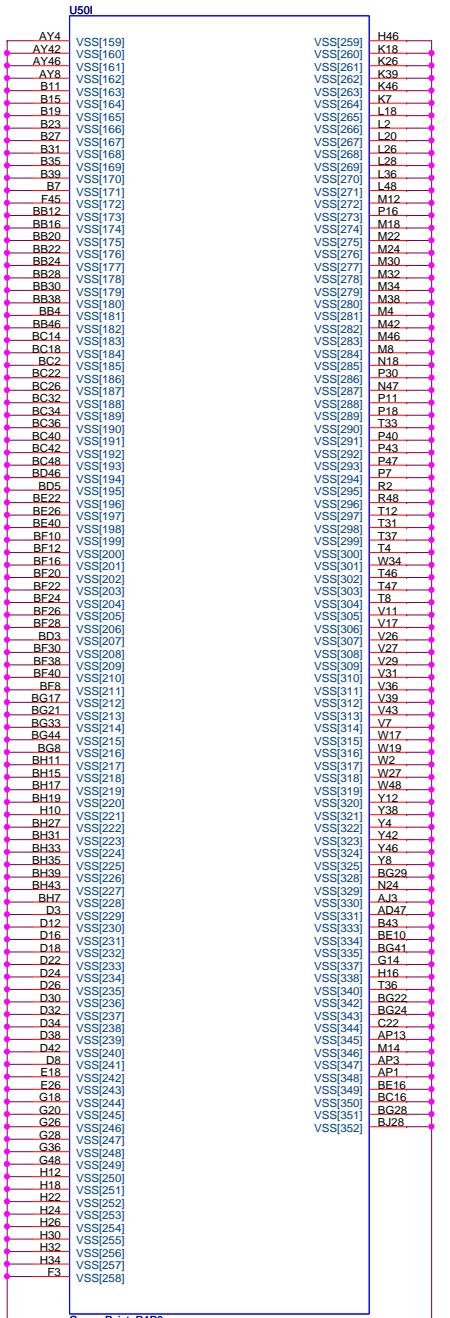 U50I
AY4 VSS[159] VSS[259] H46
AY42 VSS[160] VSS[260] K18
AY46 VSS[161] VSS[261] K26
AY8 VSS[162] VSS[262] K39
B11 VSS[163] VSS[263] K46
B15 VSS[164] VSS[264] K7
B19 VSS[165] VSS[265] L18
B23 VSS[166] VSS[266] L2
B27 VSS[167] VSS[267] L20
B31 VSS[168] VSS[268] L26
B35 VSS[169] VSS[269] L28
B39 VSS[170] VSS[270] L36
B7 VSS[171] VSS[271] L48
F45 VSS[172] VSS[272] M12
BB12 VSS[173] VSS[273] P16
BB16 VSS[174] VSS[274] M18
BB20 VSS[175] VSS[275] M22
BB22 VSS[176] VSS[276] M24
BB24 VSS[177] VSS[277] M30
BB28 VSS[178] VSS[278] M32
BB30 VSS[179] VSS[279] M34
BB38 VSS[180] VSS[280] M38
BB4 VSS[181] VSS[281] M4
BB46 VSS[182] VSS[282] M42
BC14 VSS[183] VSS[283] M46
BC18 VSS[184] VSS[284] M8
BC2 VSS[185] VSS[285] N18
BC22 VSS[186] VSS[286] P30
BC26 VSS[187] VSS[287] N47
BC32 VSS[188] VSS[288] P11
BC34 VSS[189] VSS[289] P18
BC36 VSS[190] VSS[290] T33
BC40 VSS[191] VSS[291] P40
BC42 VSS[192] VSS[292] P43
BC48 VSS[193] VSS[293] P47
BD46 VSS[194] VSS[294] P7
BD5 VSS[195] VSS[295] R2
BE22 VSS[196] VSS[296] R48
BE26 VSS[197] VSS[297] T12
BE40 VSS[198] VSS[298] T31
BF10 VSS[199] VSS[299] T37
BF12 VSS[200] VSS[300] T4
BF16 VSS[201] VSS[301] W34
BF20 VSS[202] VSS[302] T46
BF22 VSS[203] VSS[303] T47
BF24 VSS[204] VSS[304] T8
BF26 VSS[205] VSS[305] V11
BF28 VSS[206] VSS[306] V17
BD3 VSS[207] VSS[307] V26
BF30 VSS[208] VSS[308] V27
BF38 VSS[209] VSS[309] V29
BF40 VSS[210] VSS[310] V31
BF8 VSS[211] VSS[311] V36
BG17 VSS[212] VSS[312] V39
BG21 VSS[213] VSS[313] V43
BG33 VSS[214] VSS[314] V7
BG44 VSS[215] VSS[315] W17
BG8 VSS[216] VSS[316] W19
BH11 VSS[217] VSS[317] W2
BH15 VSS[218] VSS[318] W27
BH17 VSS[219] VSS[319] W48
BH19 VSS[220] VSS[320] Y12
H10 VSS[221] VSS[321] Y38
BH27 VSS[222] VSS[322] Y4
BH31 VSS[223] VSS[323] Y42
BH33 VSS[224] VSS[324] Y46
BH35 VSS[225] VSS[325] Y8
BH39 VSS[226] VSS[328] BG29
BH43 VSS[227] VSS[329] N24
BH7 VSS[228] VSS[330] AJ3
D3 VSS[229] VSS[331] AD47
D12 VSS[230] VSS[333] B43
D16 VSS[231] VSS[334] BE10
D18 VSS[232] VSS[335] BG41
D22 VSS[233] VSS[337] G14
D24 VSS[234] VSS[338] H16
D26 VSS[235] VSS[340] T36
D30 VSS[236] VSS[342] BG22
D32 VSS[237] VSS[343] BG24
D34 VSS[238] VSS[344] C22
D38 VSS[239] VSS[345] AP13
D42 VSS[240] VSS[346] M14
D8 VSS[241] VSS[347] AP3
E18 VSS[242] VSS[348] AP1
E26 VSS[243] VSS[349] BE16
G18 VSS[244] VSS[350] BC16
G20 VSS[245] VSS[351] BG28
G26 VSS[246] VSS[352] BJ28
G28 VSS[247]
G36 VSS[248]
G48 VSS[249]
H12 VSS[250]
H18 VSS[251]
H22 VSS[252]
H24 VSS[253]
H26 VSS[254]
H30 VSS[255]
H32 VSS[256]
H34 VSS[257]
F3 VSS[258]